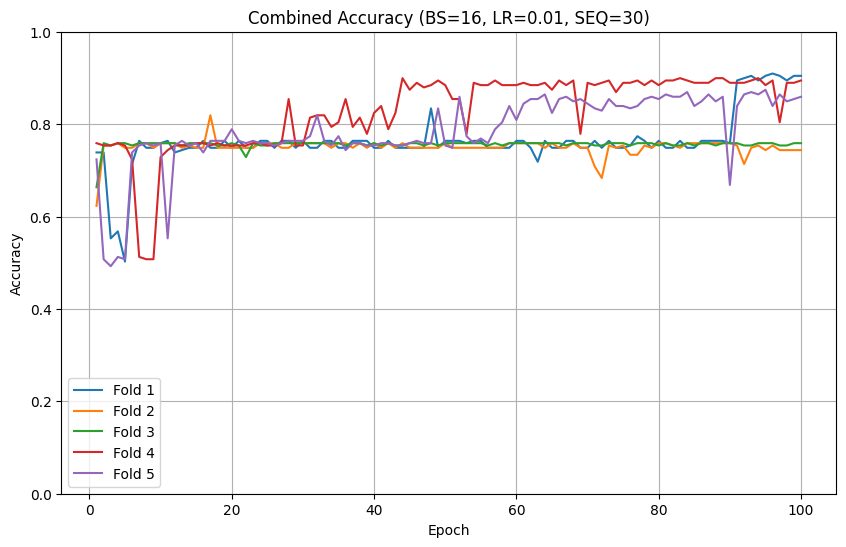 Combined Accuracy (BS=16, LR=0.01, SEQ=30)
1.0
0.8
0.6
0.4
0.2
0.0
Accuracy
Fold 1
Fold 2
Fold 3
Fold 4
Fold 5
0 20 40 60 80 100
Epoch